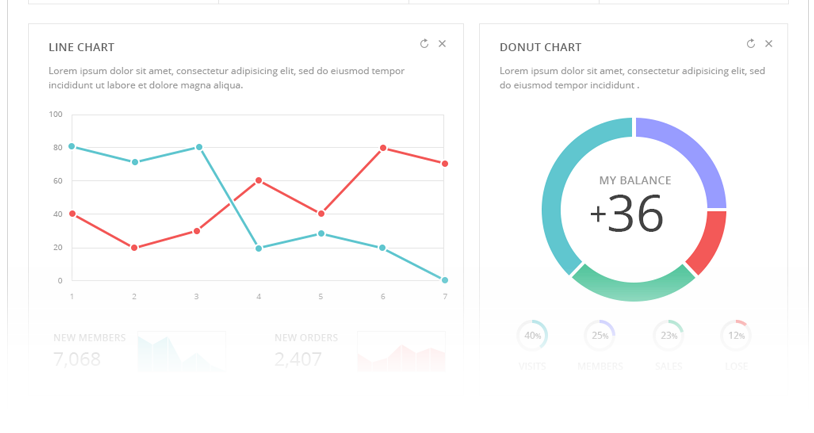 LINE CHART
Lorem ipsum dolor sit amet, consectetur adipisicing elit, sed do eiusmod tempor
incididunt ut labore et dolore magna aliqua.
100
80
60
40
20
0
1 2 3 4 5 6 7
NEW MEMBERS
7,068
NEW ORDERS
2,407
DONUT CHART
Lorem ipsum dolor sit amet, consectetur adipisicing elit, sed
do eiusmod tempor incididunt .
MY BALANCE
+36
40% 25% 23% 12%
VISITS MEMBERS SALES LOSE